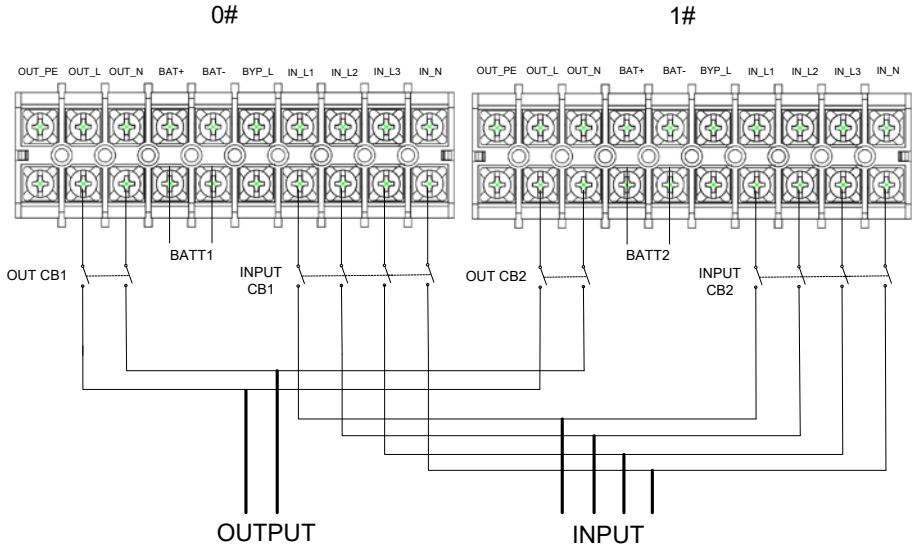 0# 1#
OUT_PE OUT_L OUT_N BAT+ BAT- BYP_L IN_L1 IN_L2 IN_L3 IN_N
OUT_PE OUT_L OUT_N BAT+ BAT- BYP_L IN_L1 IN_L2 IN_L3 IN_N
OUT CB1
BATT1
INPUT
CB1
OUT CB2
BATT2
INPUT
CB2
OUTPUT
INPUT